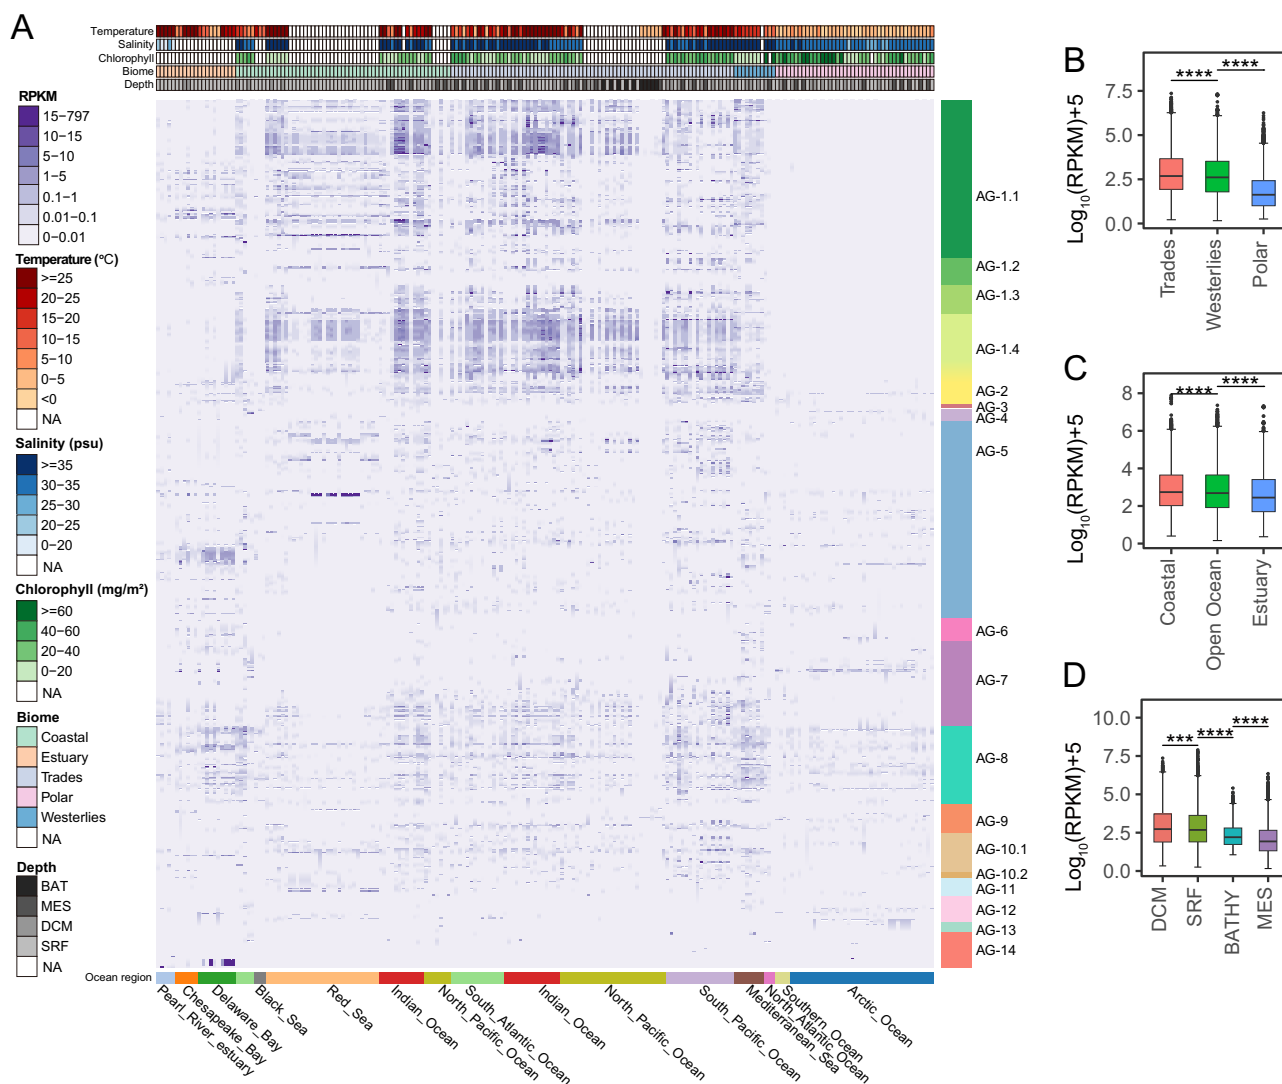 A
Temperature
Salinity
Chlorophyll
Biome
Depth
RPKM
15−797
10−15
5−10
1−5
0.1−1
0.01−0.1
0−0.01
Temperature (°C)
>=25
20−25
15−20
10−15
5−10
0−5
<0
NA
Salinity (psu)
>=35
30−35
25−30
20−25
0−20
NA
Chlorophyll (mg/m²)
>=60
40−60
20−40
0−20
NA
Biome
Coastal
Estuary
Trades
Polar
Westerlies
NA
Depth
BAT
MES
DCM
SRF
NA
AG-1.1
AG-1.2
AG-1.3
AG-1.4
AG-2
AG-3
AG-4
AG-5
AG-6
AG-7
AG-8
AG-9
AG-10.1
AG-10.2
AG-11
AG-12
AG-13
AG-14
Ocean region
Pearl_River_estuary
Chesapeake_Bay
Delaware_Bay
Black_Sea
Red_Sea
Indian_Ocean
North_Pacific_Ocean
South_Atlantic_Ocean
Indian_Ocean
North_Pacific_Ocean
South_Pacific_Ocean
Mediterranean_Sea
North_Atlantic_Ocean
Southern_Ocean
Arctic_Ocean
B
Log10(RPKM)+5
7.5
5.0
2.5
0.0
**** ****
Trades
Westerlies
Polar
C
Log10(RPKM)+5
8
6
4
2
0
**** ****
Coastal
Open Ocean
Estuary
D
Log10(RPKM)+5
10.0
7.5
5.0
2.5
0.0
*** **** ****
DCM
SRF
BATHY
MES